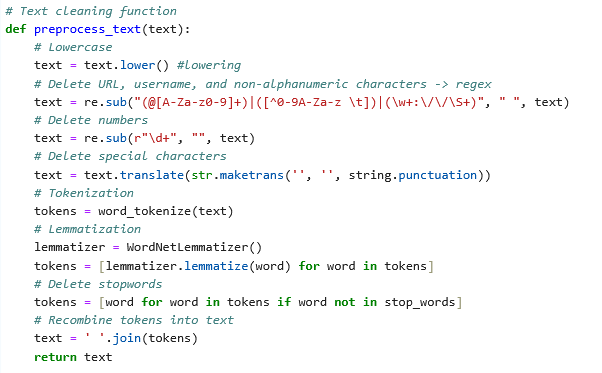 # Text cleaning function
def preprocess_text(text):
    # Lowercase
    text = text.lower() #lowering
    # Delete URL, username, and non-alphanumeric characters -> regex
    text = re.sub("(@[A-Za-z0-9]+)|([^0-9A-Za-z \t])|(\w+:\/\/\S+)", " ", text)
    # Delete numbers
    text = re.sub(r"\d+", "", text)
    # Delete special characters
    text = text.translate(str.maketrans('', '', string.punctuation))
    # Tokenization
    tokens = word_tokenize(text)
    # Lemmatization
    lemmatizer = WordNetLemmatizer()
    tokens = [lemmatizer.lemmatize(word) for word in tokens]
    # Delete stopwords
    tokens = [word for word in tokens if word not in stop_words]
    # Recombine tokens into text
    text = ' '.join(tokens)
    return text